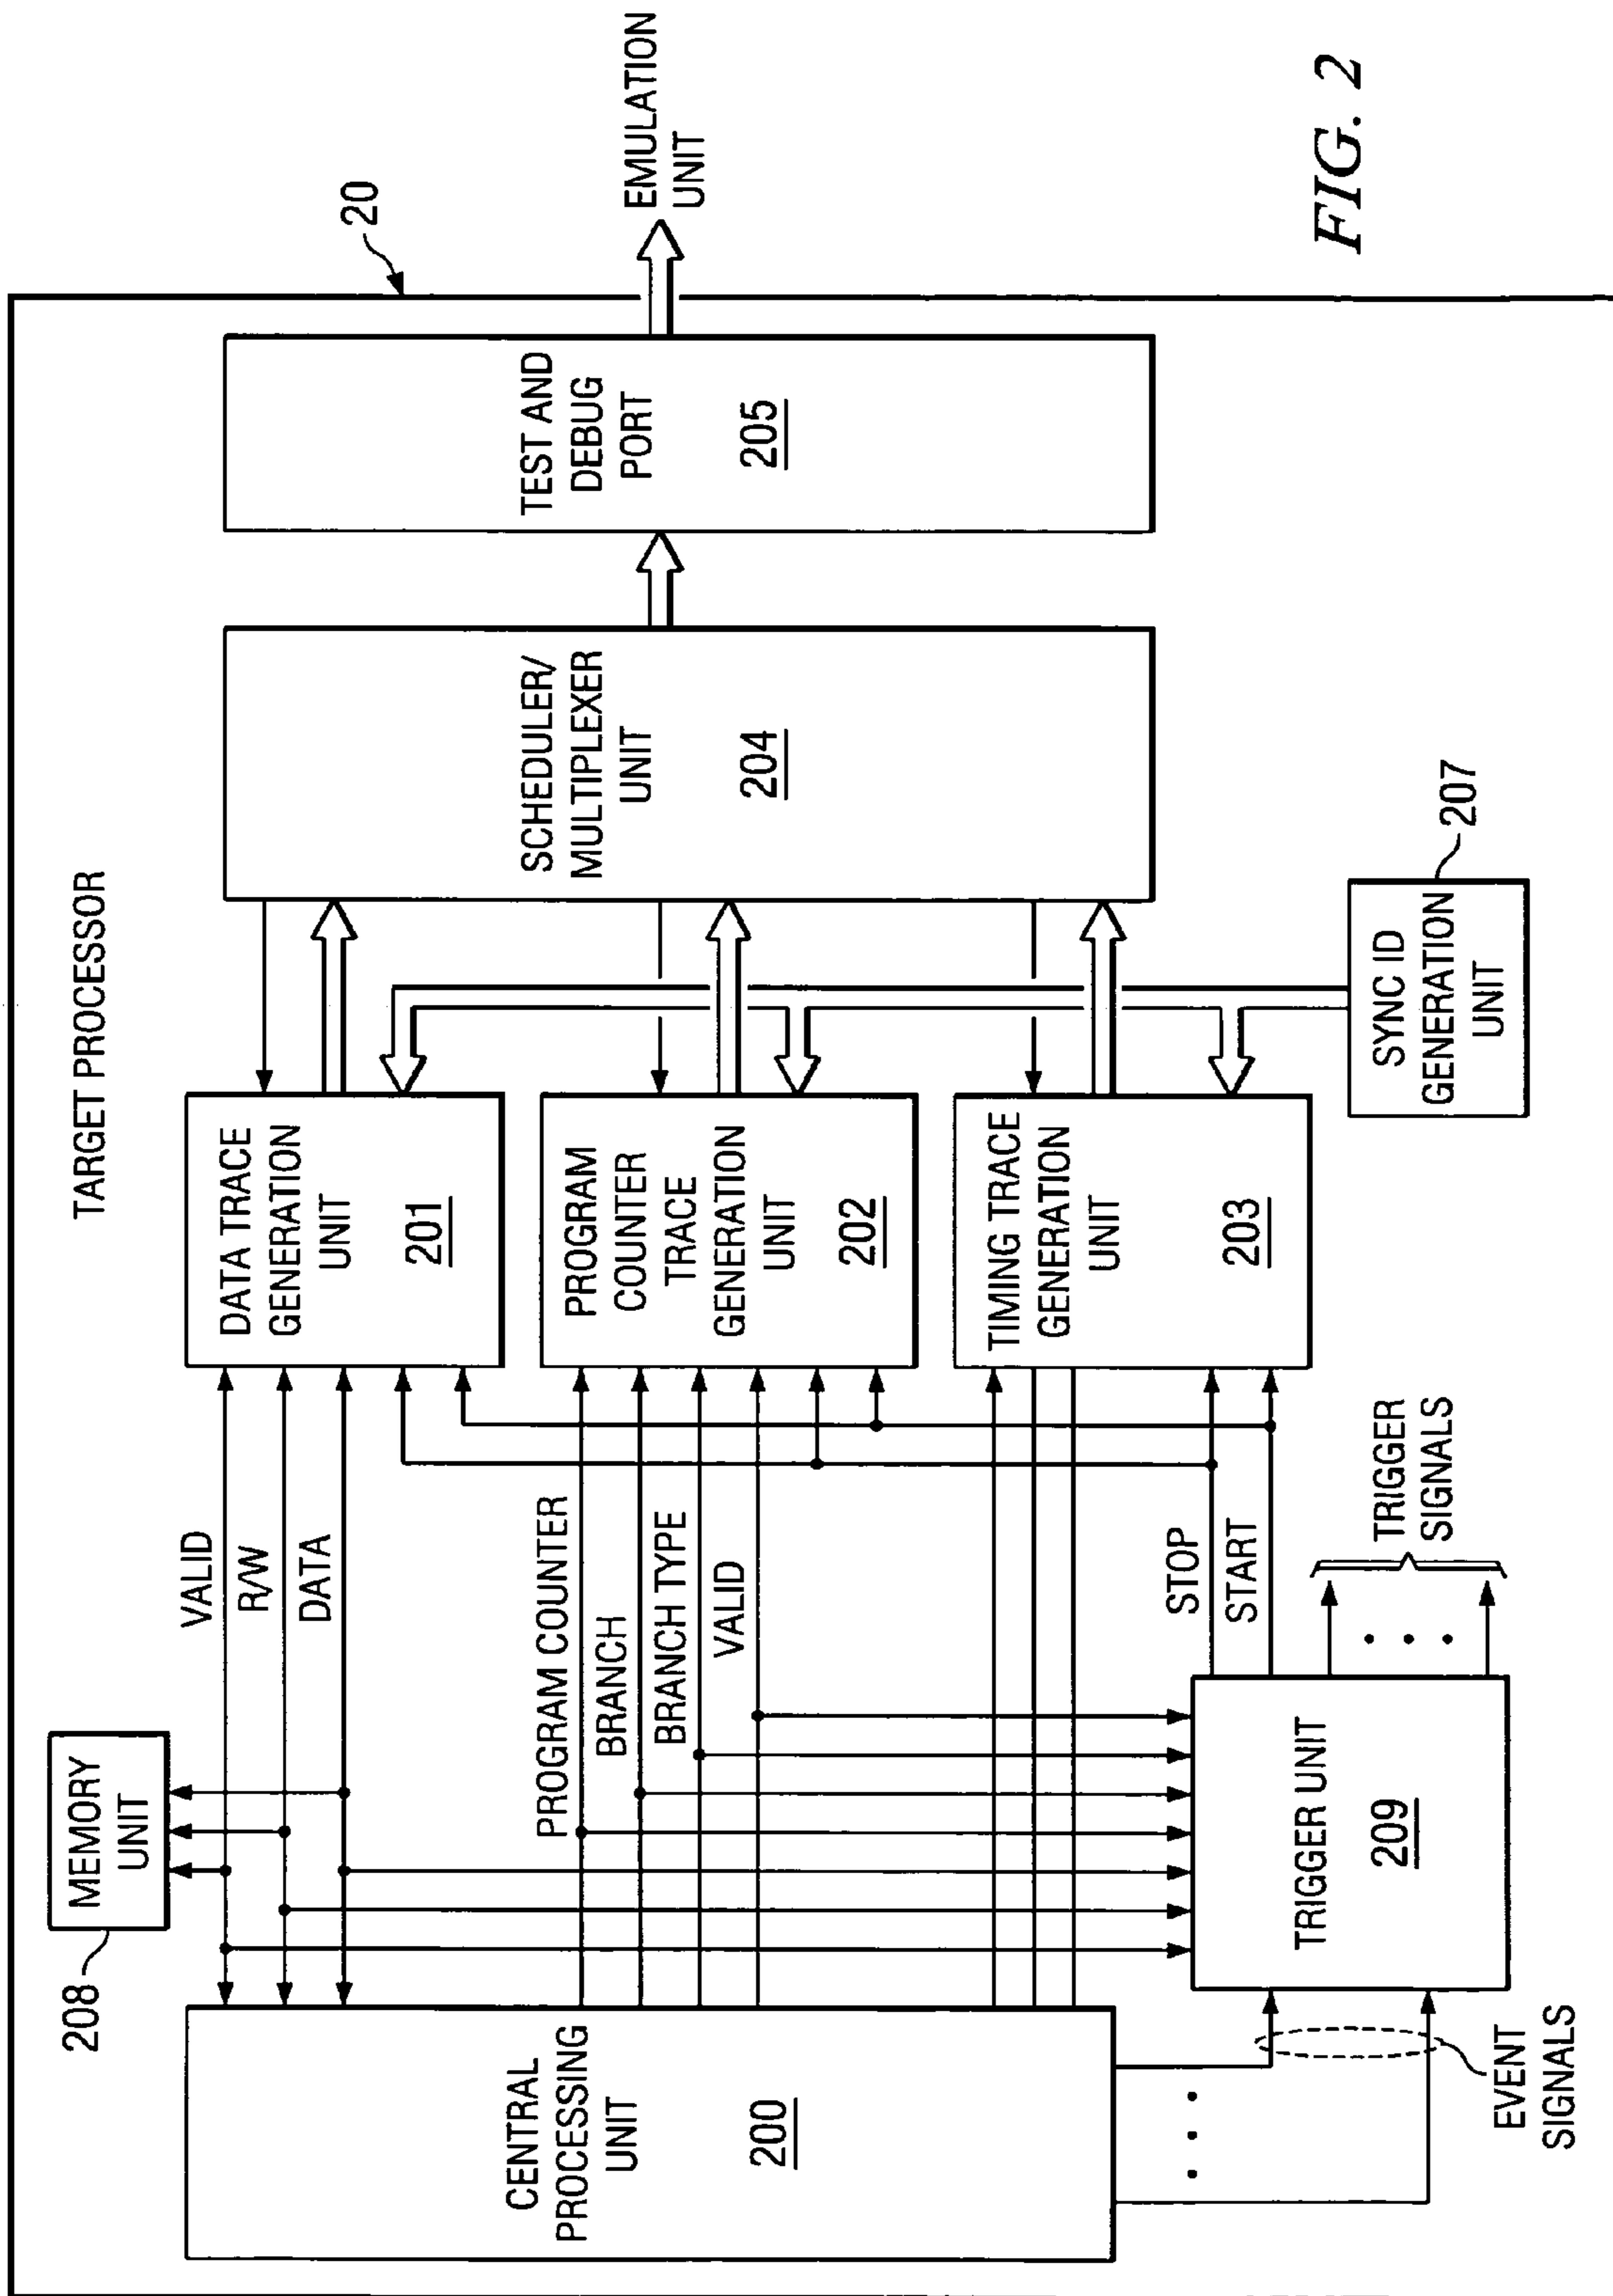 TARGET PROCESSOR
20
208
MEMORY
UNIT
CENTRAL
PROCESSING
UNIT
200
VALID
R/W
DATA
PROGRAM COUNTER
BRANCH
BRANCH TYPE
VALID
STOP
START
DATA TRACE
GENERATION
UNIT
201
PROGRAM
COUNTER
TRACE
GENERATION
UNIT
202
TIMING TRACE
GENERATION
UNIT
203
SCHEDULER/
MULTIPLEXER
UNIT
204
TEST AND
DEBUG
PORT
205
EMULATION
UNIT
TRIGGER UNIT
209
EVENT
SIGNALS
TRIGGER
SIGNALS
SYNC ID
GENERATION
UNIT
207
FIG. 2